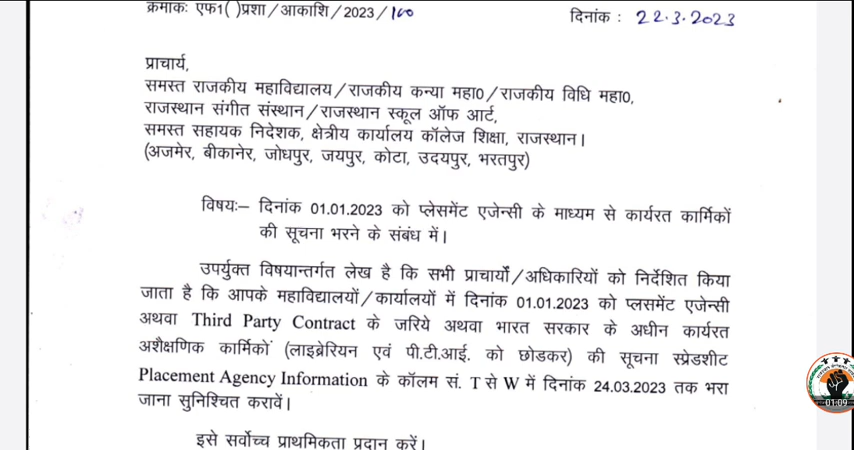 क्रमांकः एफ1( )प्रशा/आकाशि/2023/160
दिनांक : 22.3.2023
प्राचार्य,
समस्त राजकीय महाविद्यालय/राजकीय कन्या महा0/राजकीय विधि महा0,
राजस्थान संगीत संस्थान/राजस्थान स्कूल ऑफ आर्ट,
समस्त सहायक निदेशक, क्षेत्रीय कार्यालय कॉलेज शिक्षा, राजस्थान।
(अजमेर, बीकानेर, जोधपुर, जयपुर, कोटा, उदयपुर, भरतपुर)
विषयः– दिनांक 01.01.2023 को प्लेसमेंट एजेन्सी के माध्यम से कार्यरत कार्मिकों
की सूचना भरने के संबंध में।
उपर्युक्त विषयान्तर्गत लेख है कि सभी प्राचार्यों/अधिकारियों को निर्देशित किया
जाता है कि आपके महाविद्यालयों/कार्यालयों में दिनांक 01.01.2023 को प्लसमेंट एजेन्सी
अथवा Third Party Contract के जरिये अथवा भारत सरकार के अधीन कार्यरत
अशैक्षणिक कार्मिकों (लाइब्रेरियन एवं पी.टी.आई. को छोडकर) की सूचना स्प्रेडशीट
Placement Agency Information के कॉलम सं. T से W में दिनांक 24.03.2023 तक भरा
जाना सुनिश्चित करावें।
इसे सर्वोच्च प्राथमिकता प्रदान करें।
01:09